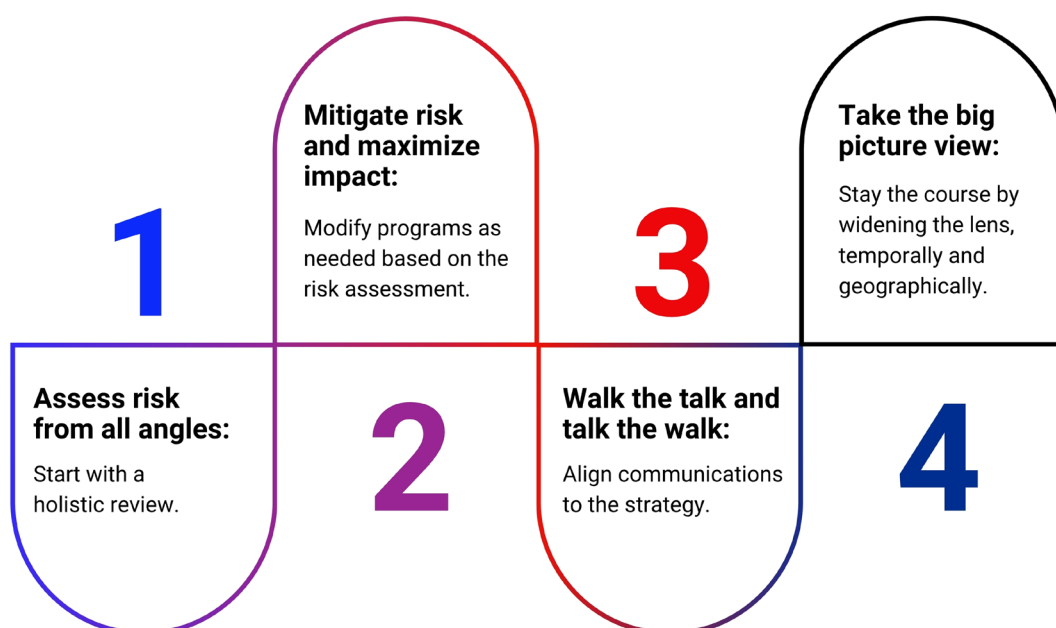 1
Assess risk
from all angles:
Start with a
holistic review.
Mitigate risk
and maximize
impact:
Modify programs as
needed based on the
risk assessment.
2
3
Walk the talk and
talk the walk:
Align communications
to the strategy.
Take the big
picture view:
Stay the course by
widening the lens,
temporally and
geographically.
4